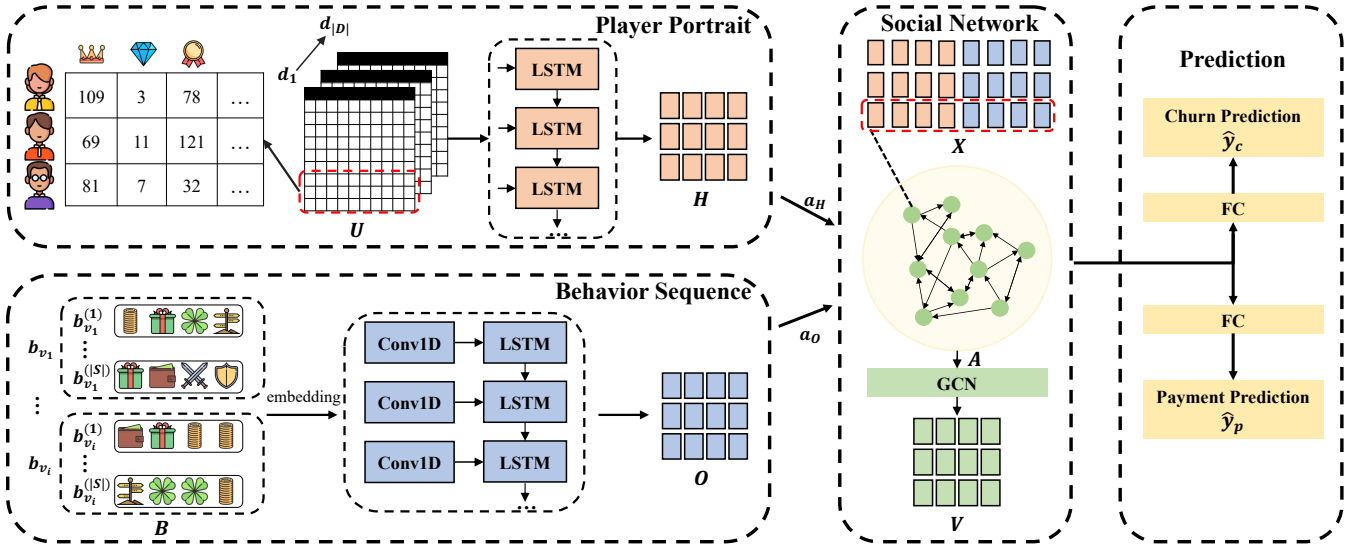 Player Portrait
d_{|D|}
d_1
109 3 78 ...
69 11 121 ...
81 7 32 ...
U
LSTM
LSTM
LSTM
...
H
a_H
Behavior Sequence
b_{v_1}
b_{v_1}^{(1)}
...
b_{v_1}^{(|S|)}
...
b_{v_i}
b_{v_i}^{(1)}
...
b_{v_i}^{(|S|)}
B
embedding
Conv1D LSTM
Conv1D LSTM
Conv1D LSTM
...
O
a_O
Social Network
X
A
GCN
V
Prediction
Churn Prediction
ŷ_c
FC
FC
Payment Prediction
ŷ_p